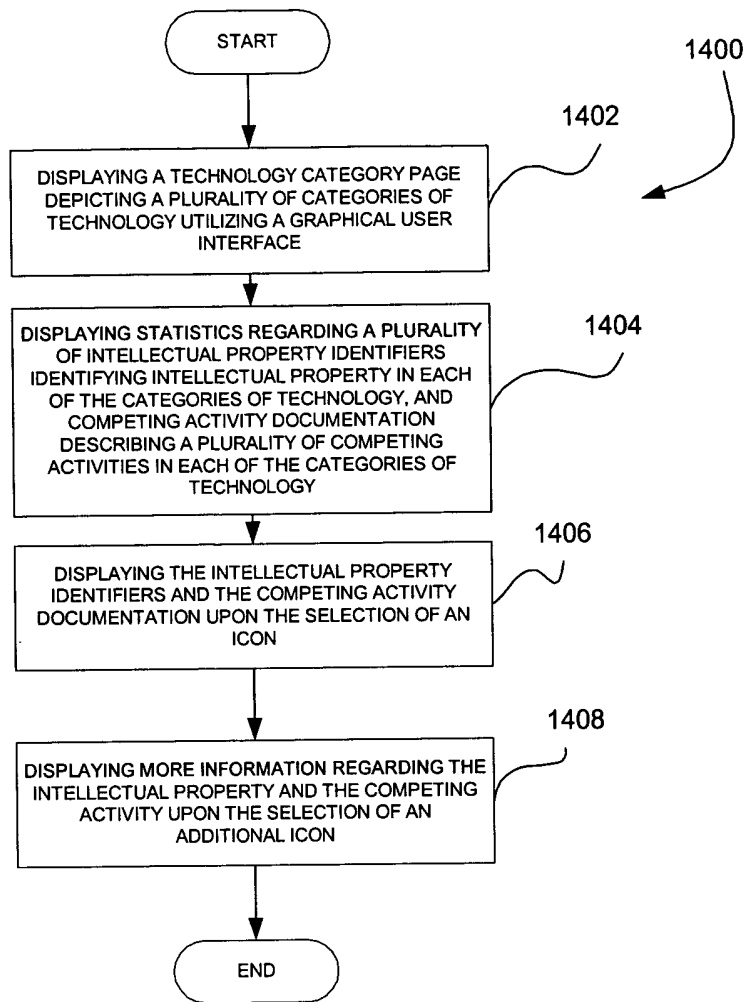 START
1400
1402
DISPLAYING A TECHNOLOGY CATEGORY PAGE
DEPICTING A PLURALITY OF CATEGORIES OF
TECHNOLOGY UTILIZING A GRAPHICAL USER
INTERFACE
1404
DISPLAYING STATISTICS REGARDING A PLURALITY
OF INTELLECTUAL PROPERTY IDENTIFIERS
IDENTIFYING INTELLECTUAL PROPERTY IN EACH
OF THE CATEGORIES OF TECHNOLOGY, AND
COMPETING ACTIVITY DOCUMENTATION
DESCRIBING A PLURALITY OF COMPETING
ACTIVITIES IN EACH OF THE CATEGORIES OF
TECHNOLOGY
1406
DISPLAYING THE INTELLECTUAL PROPERTY
IDENTIFIERS AND THE COMPETING ACTIVITY
DOCUMENTATION UPON THE SELECTION OF AN
ICON
1408
DISPLAYING MORE INFORMATION REGARDING THE
INTELLECTUAL PROPERTY AND THE COMPETING
ACTIVITY UPON THE SELECTION OF AN
ADDITIONAL ICON
END